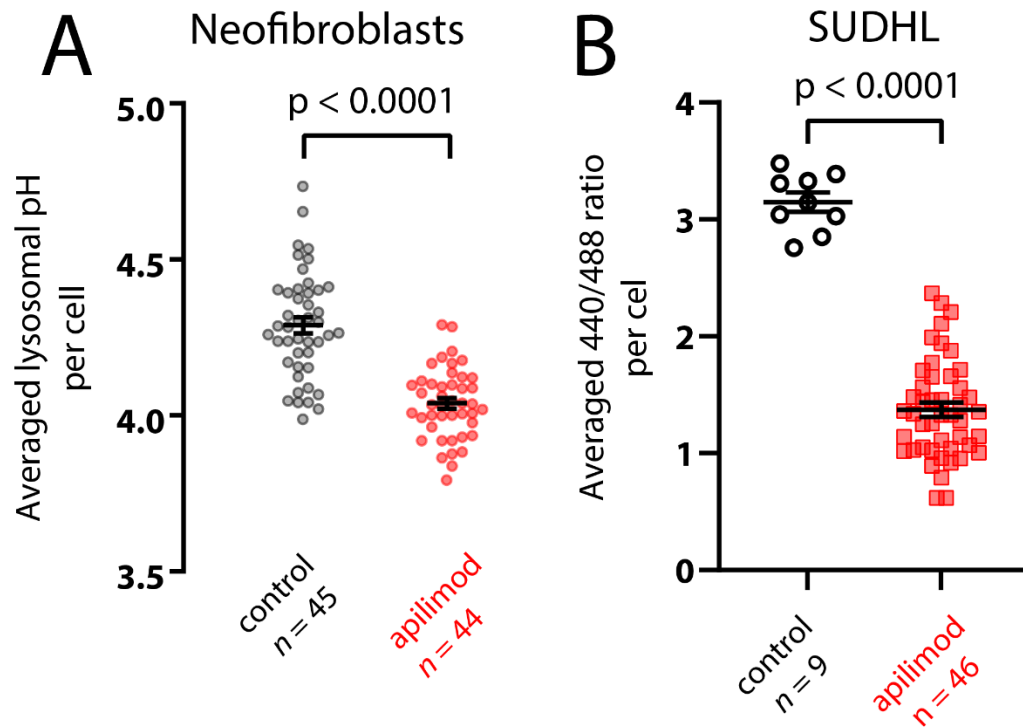 A
Neofibroblasts
p < 0.0001
Averaged lysosomal pH
per cell
5.0
4.5
4.0
3.5
control
n = 45
apilimod
n = 44
B
SUDHL
p < 0.0001
Averaged 440/488 ratio
per cel
4
3
2
1
0
control
n = 9
apilimod
n = 46